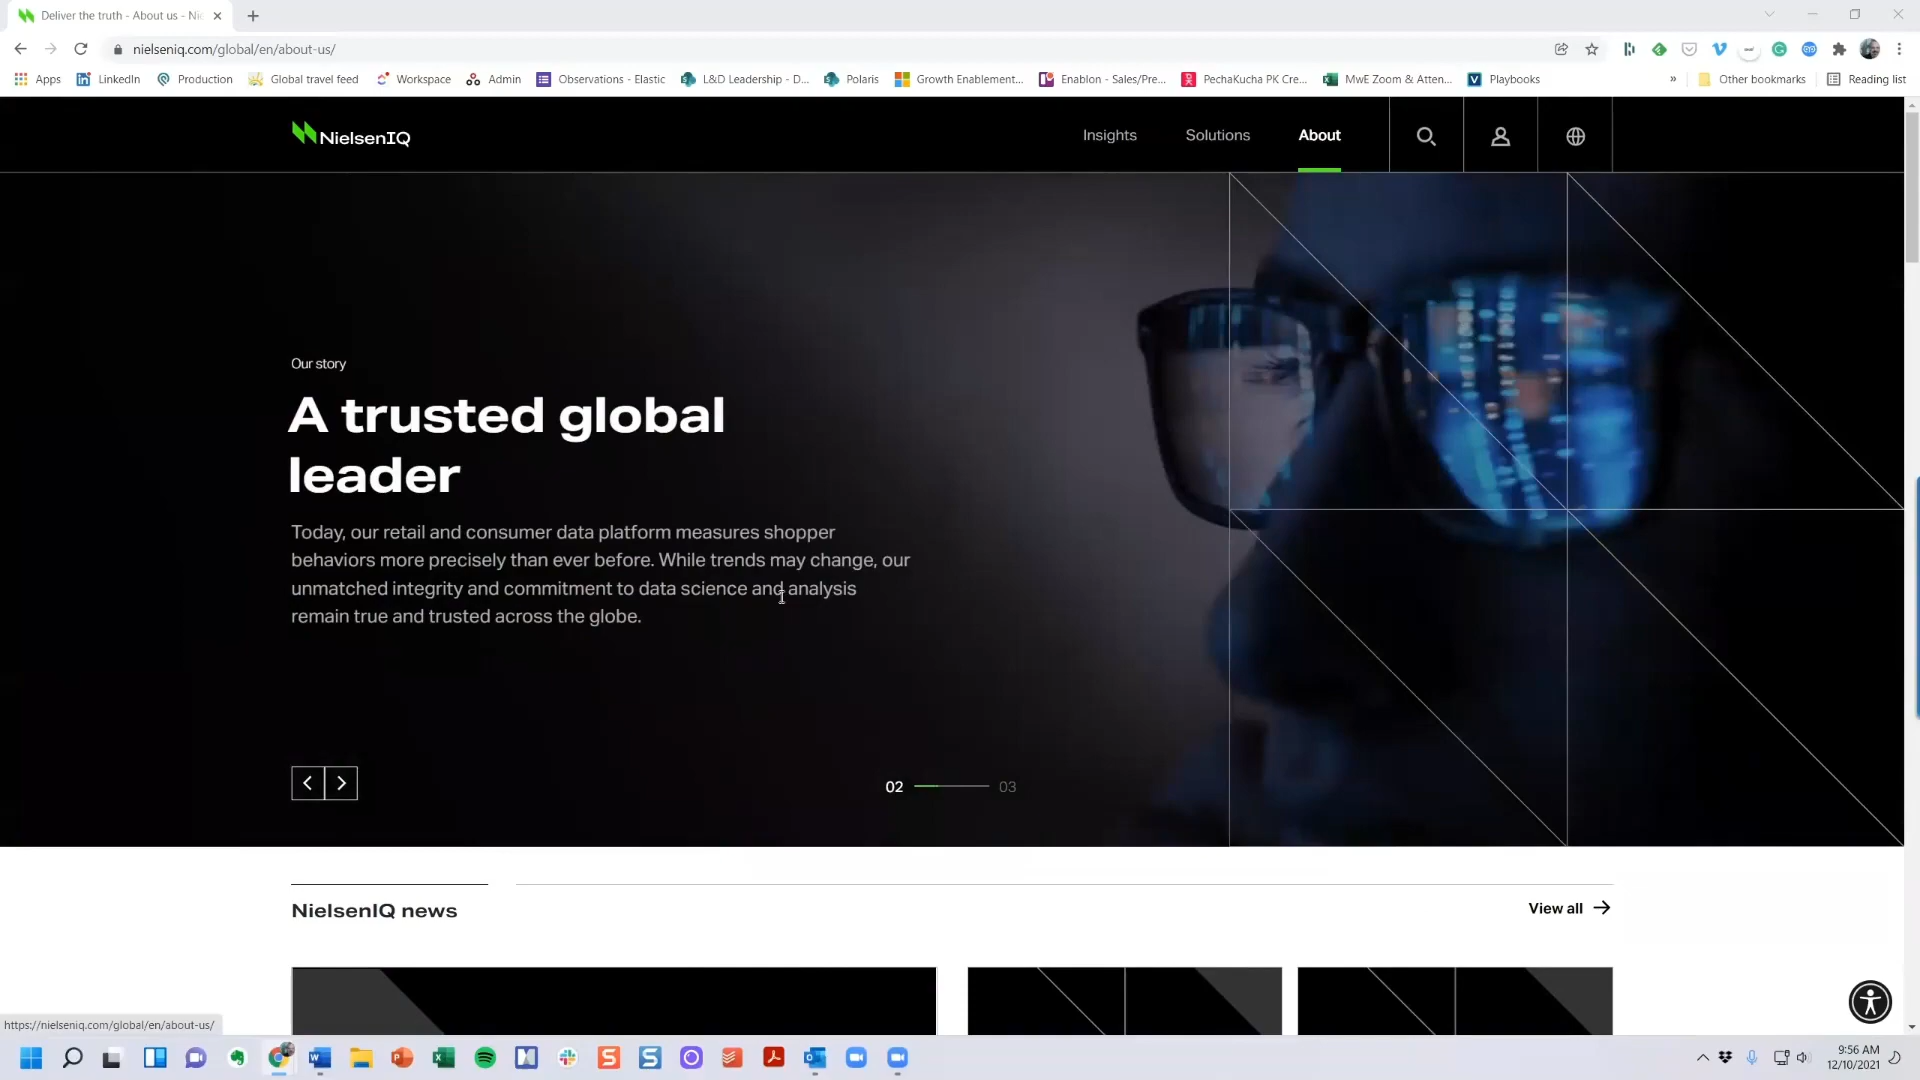 Deliver the truth - About us - Nie
nielseniq.com/global/en/about-us/
Apps LinkedIn Production Global travel feed Workspace Admin Observations - Elastic L&D Leadership - D... Polaris Growth Enablement... Enablon - Sales/Pre... PechaKucha PK Cre... MwE Zoom & Atten... Playbooks » Other bookmarks Reading list
NielsenIQ
Insights Solutions About
Our story
A trusted global
leader
Today, our retail and consumer data platform measures shopper
behaviors more precisely than ever before. While trends may change, our
unmatched integrity and commitment to data science and analysis
remain true and trusted across the globe.
02 03
NielsenIQ news
View all
https://nielseniq.com/global/en/about-us/
9:56 AM
12/10/2021